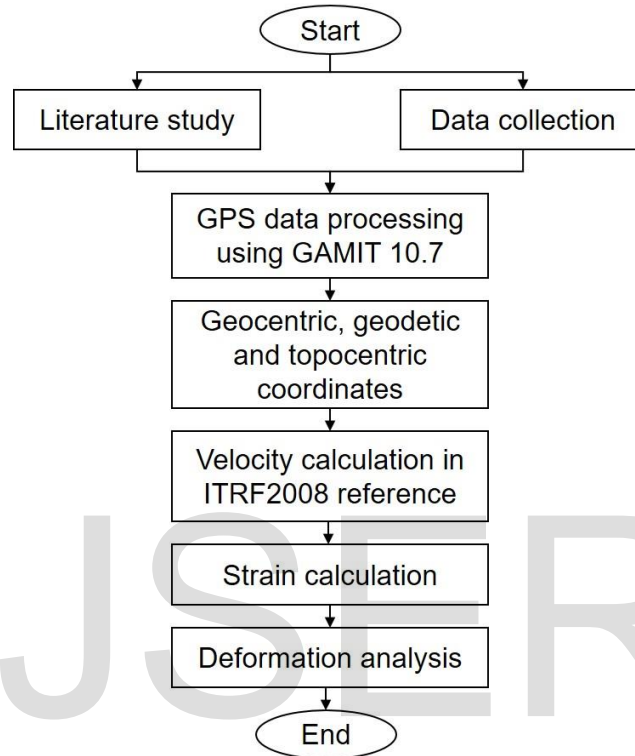 Start
Literature study
Data collection
GPS data processing
using GAMIT 10.7
Geocentric, geodetic
and topocentric
coordinates
Velocity calculation in
ITRF2008 reference
Strain calculation
Deformation analysis
End
JSER